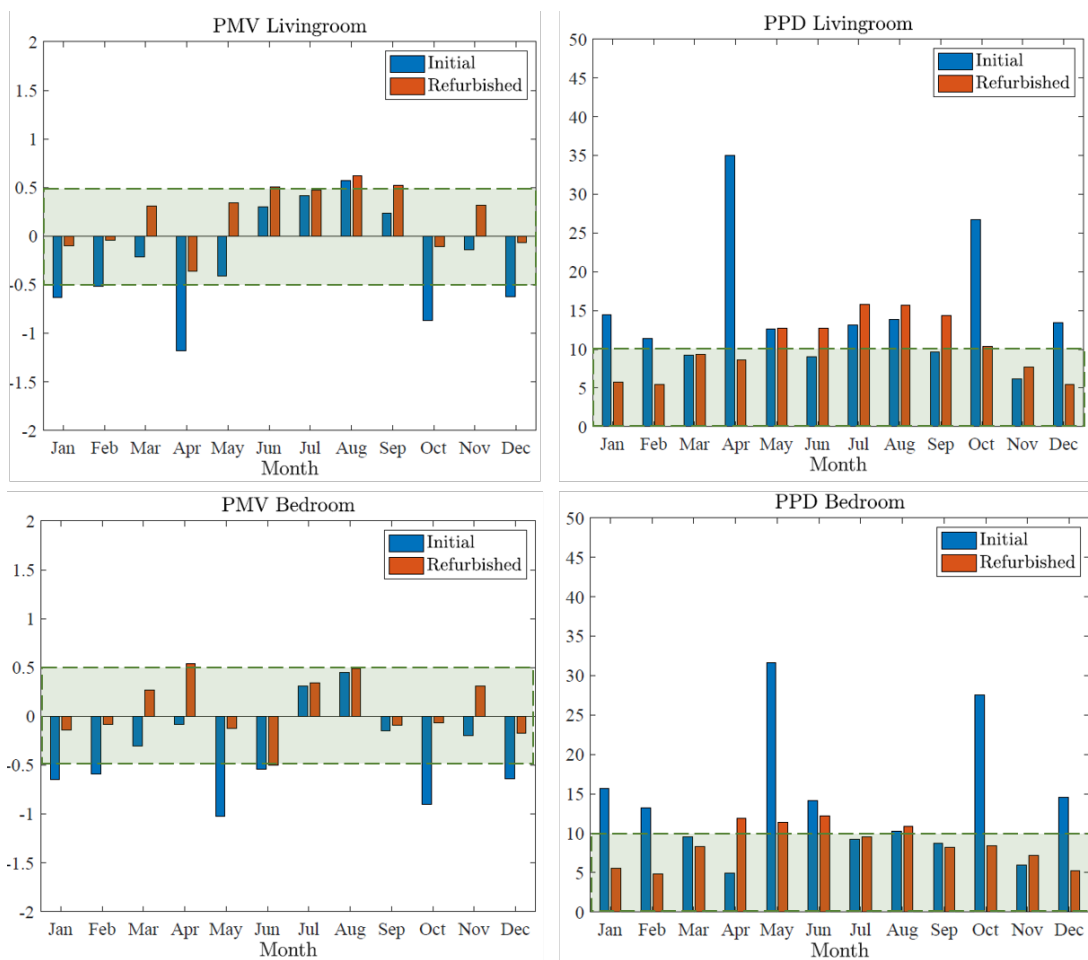 PMV Livingroom
2
1.5
1
0.5
0
-0.5
-1
-1.5
-2
Initial
Refurbished
Jan Feb Mar Apr May Jun Jul Aug Sep Oct Nov Dec
Month
PPD Livingroom
50
45
40
35
30
25
20
15
10
5
0
Initial
Refurbished
Jan Feb Mar Apr May Jun Jul Aug Sep Oct Nov Dec
Month
PMV Bedroom
2
1.5
1
0.5
0
-0.5
-1
-1.5
-2
Initial
Refurbished
Jan Feb Mar Apr May Jun Jul Aug Sep Oct Nov Dec
Month
PPD Bedroom
50
45
40
35
30
25
20
15
10
5
0
Initial
Refurbished
Jan Feb Mar Apr May Jun Jul Aug Sep Oct Nov Dec
Month